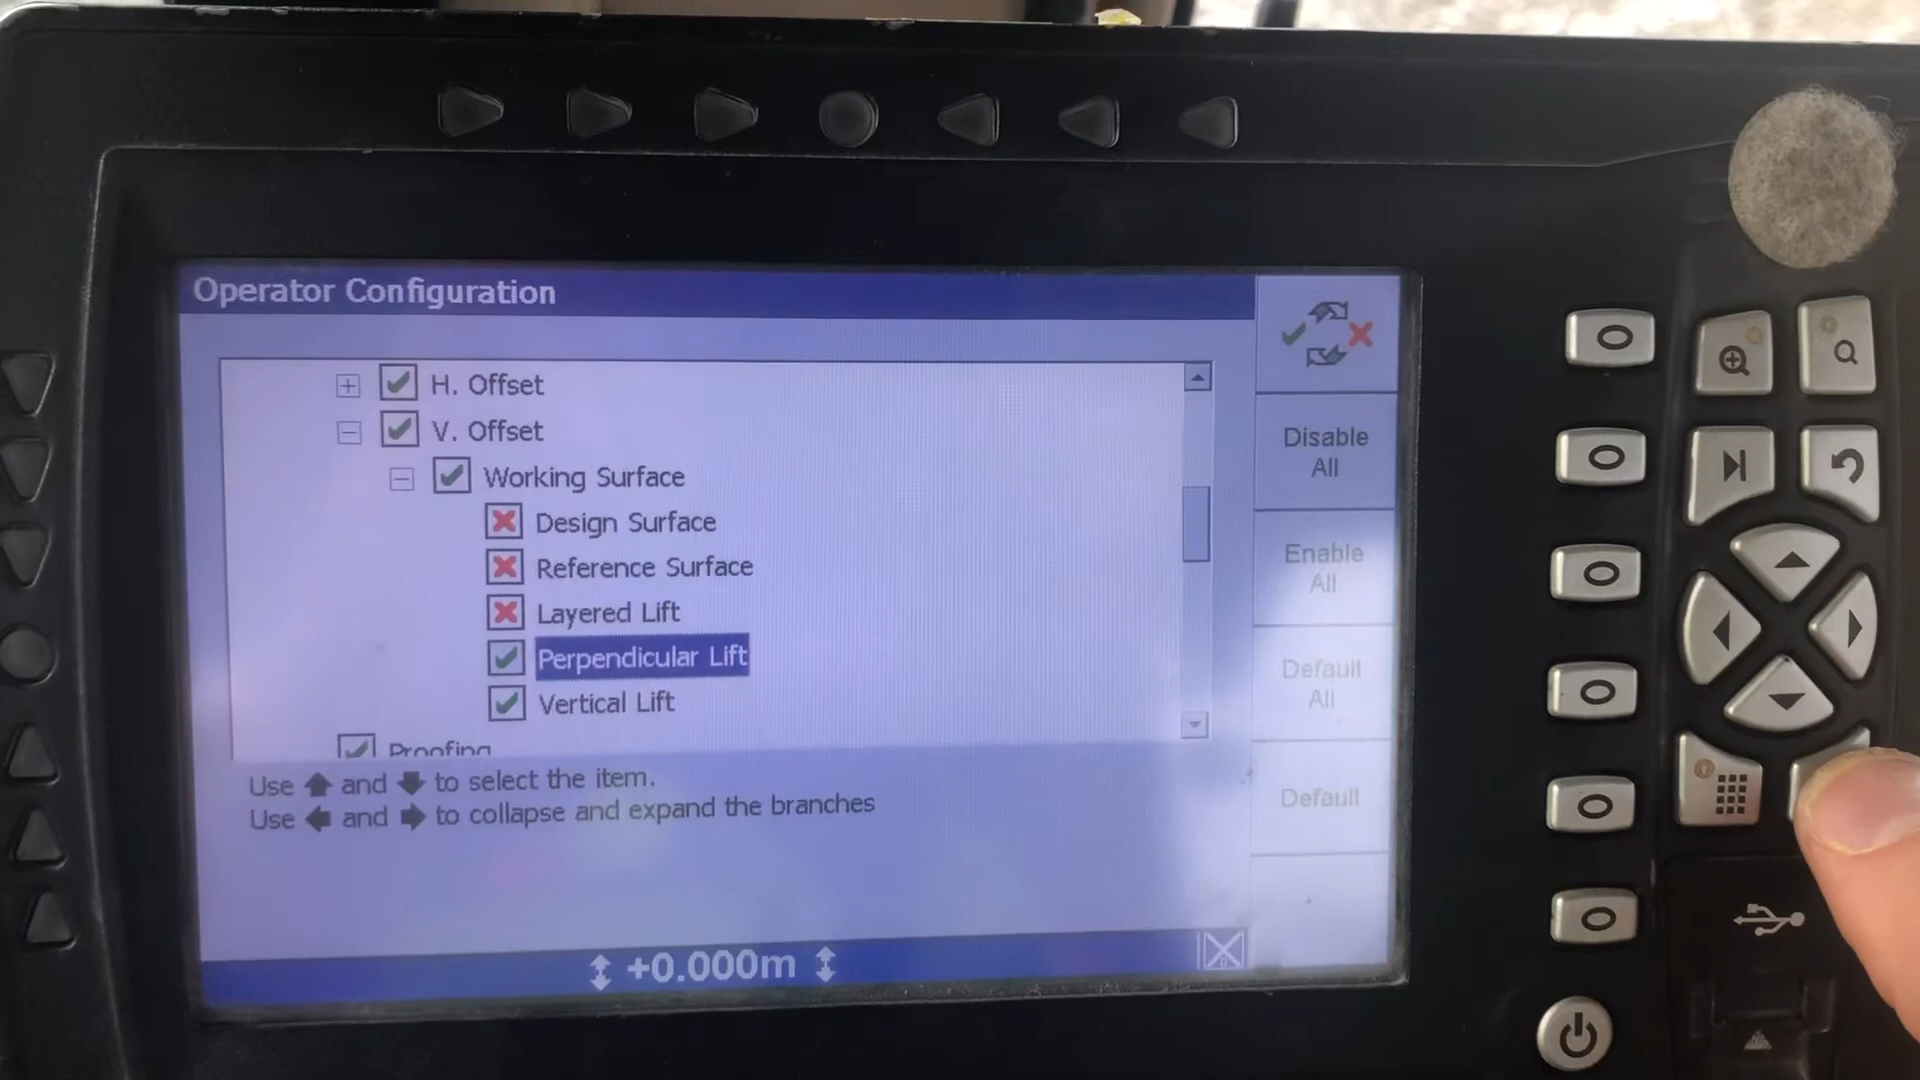 Operator Configuration
H. Offset
V. Offset
Working Surface
Design Surface
Reference Surface
Layered Lift
Perpendicular Lift
Vertical Lift
Proofing
Use and to select the item.
Use and to collapse and expand the branches
+0.000m
Disable
All
Enable
All
Default
All
Default